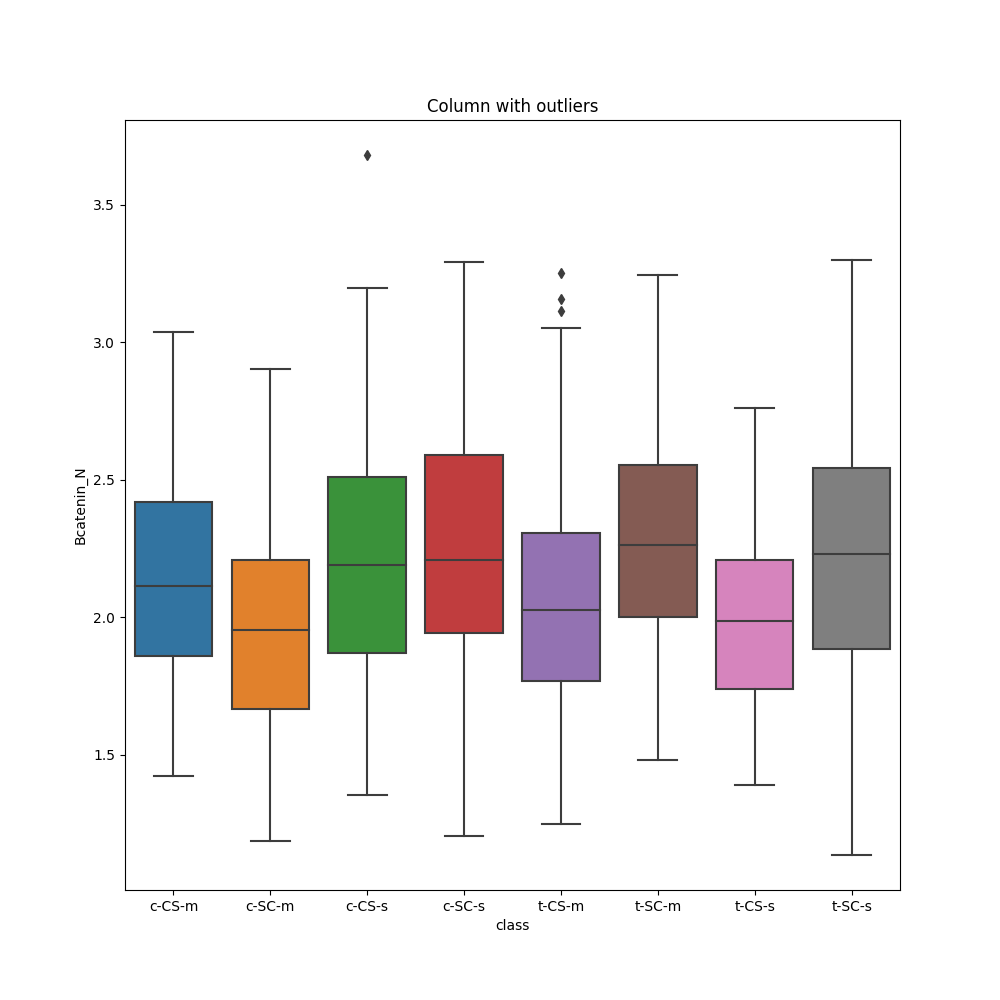 Column with outliers
Bcatenin_N
3.5
3.0
2.5
2.0
1.5
c-CS-m c-SC-m c-CS-s c-SC-s t-CS-m t-SC-m t-CS-s t-SC-s
class